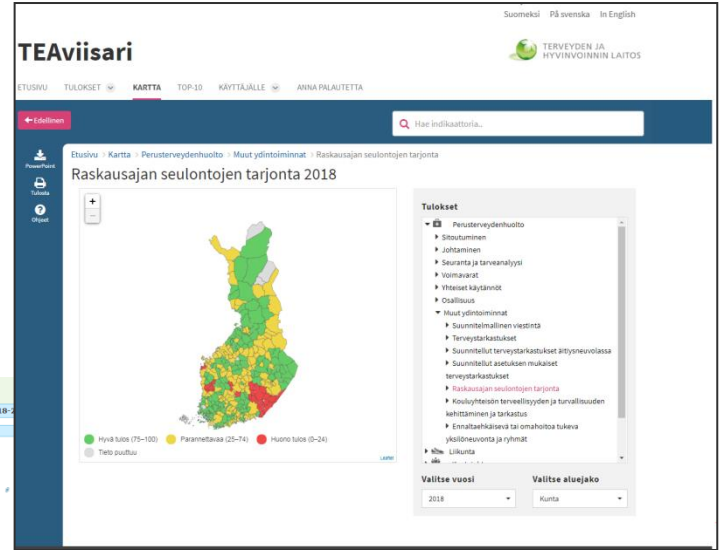 Suomeksi På svenska In English
TEAviisari
TERVEYDEN JA
HYVINVOINNIN LAITOS
ETUSIVU TULOKSET KARTTA TOP-10 KÄYTTÄJÄLLE ANNA PALAUTETTA
Edellinen
Hae indikaattoria..
PowerPoint
Tulosta
Ohjeet
Etusivu > Kartta > Perusterveydenhuolto > Muut ydintoiminnat > Raskausajan seulontojen tarjonta
Raskausajan seulontojen tarjonta 2018
+
−
Hyvä tulos (75–100) Parannettavaa (25–74) Huono tulos (0–24)
Tieto puuttuu
Tulokset
Perusterveydenhuolto
Sitoutuminen
Johtaminen
Seuranta ja tarveanalyysi
Voimavarat
Yhteiset käytännöt
Osallisuus
Muut ydintoiminnat
Suunnitelmallinen viestintä
Terveystarkastukset
Suunnitellut terveystarkastukset äitiysneuvolassa
Suunnitellut asetuksen mukaiset
terveystarkastukset
Raskausajan seulontojen tarjonta
Kouluyhteisön terveellisyyden ja turvallisuuden
kehittäminen ja tarkastus
Ennaltaehkäisevä tai omahoitoa tukeva
yksilöneuvonta ja ryhmät
Liikunta
Valitse vuosi Valitse aluejako
2018 Kunta